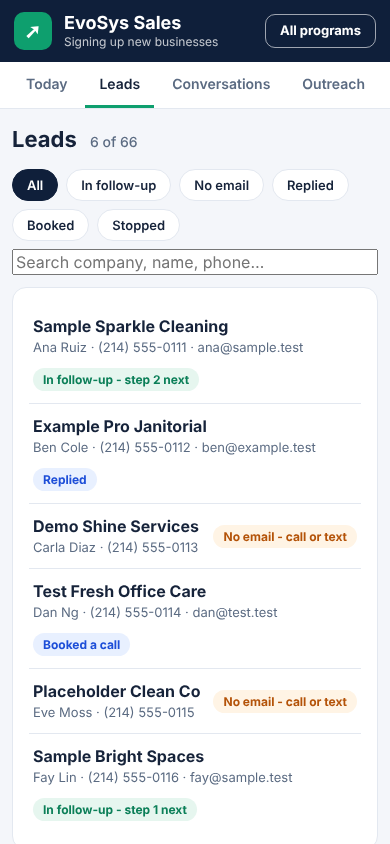 EvoSys Sales
Signing up new businesses
All programs
Today Leads Conversations Outreach
Leads 6 of 66
All In follow-up No email Replied
Booked Stopped
Search company, name, phone...
Sample Sparkle Cleaning
Ana Ruiz · (214) 555-0111 · ana@sample.test
In follow-up - step 2 next
Example Pro Janitorial
Ben Cole · (214) 555-0112 · ben@example.test
Replied
Demo Shine Services
Carla Diaz · (214) 555-0113
No email - call or text
Test Fresh Office Care
Dan Ng · (214) 555-0114 · dan@test.test
Booked a call
Placeholder Clean Co
Eve Moss · (214) 555-0115
No email - call or text
Sample Bright Spaces
Fay Lin · (214) 555-0116 · fay@sample.test
In follow-up - step 1 next